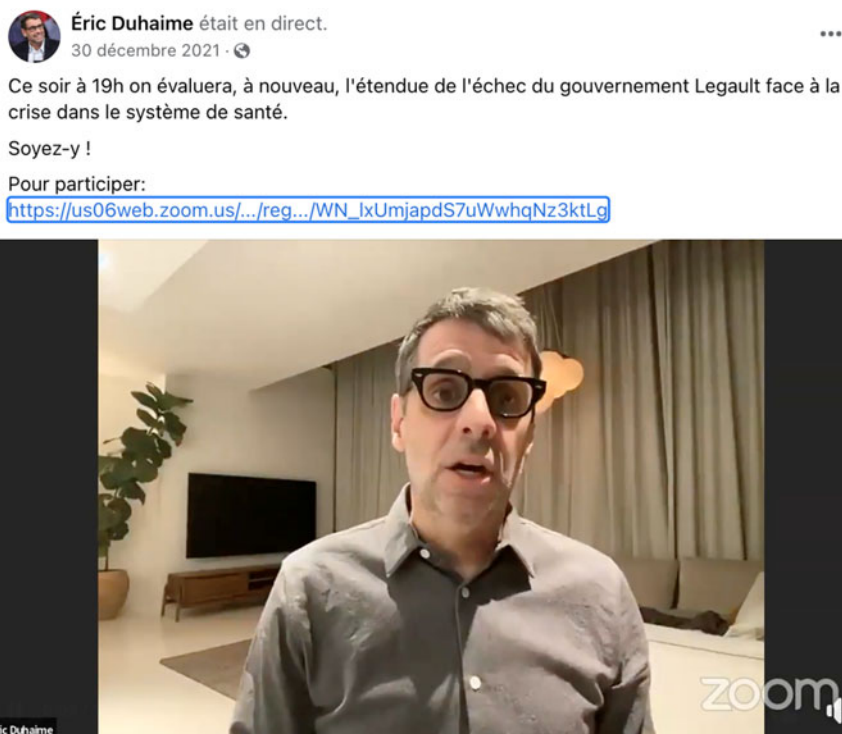 Éric Duhaime était en direct.
30 décembre 2021 ·
Ce soir à 19h on évaluera, à nouveau, l'étendue de l'échec du gouvernement Legault face à la
crise dans le système de santé.
Soyez-y !
Pour participer:
https://us06web.zoom.us/.../reg.../WN_lxUmjapdS7uWwhqNz3ktLg
zoom
ic Duhaime